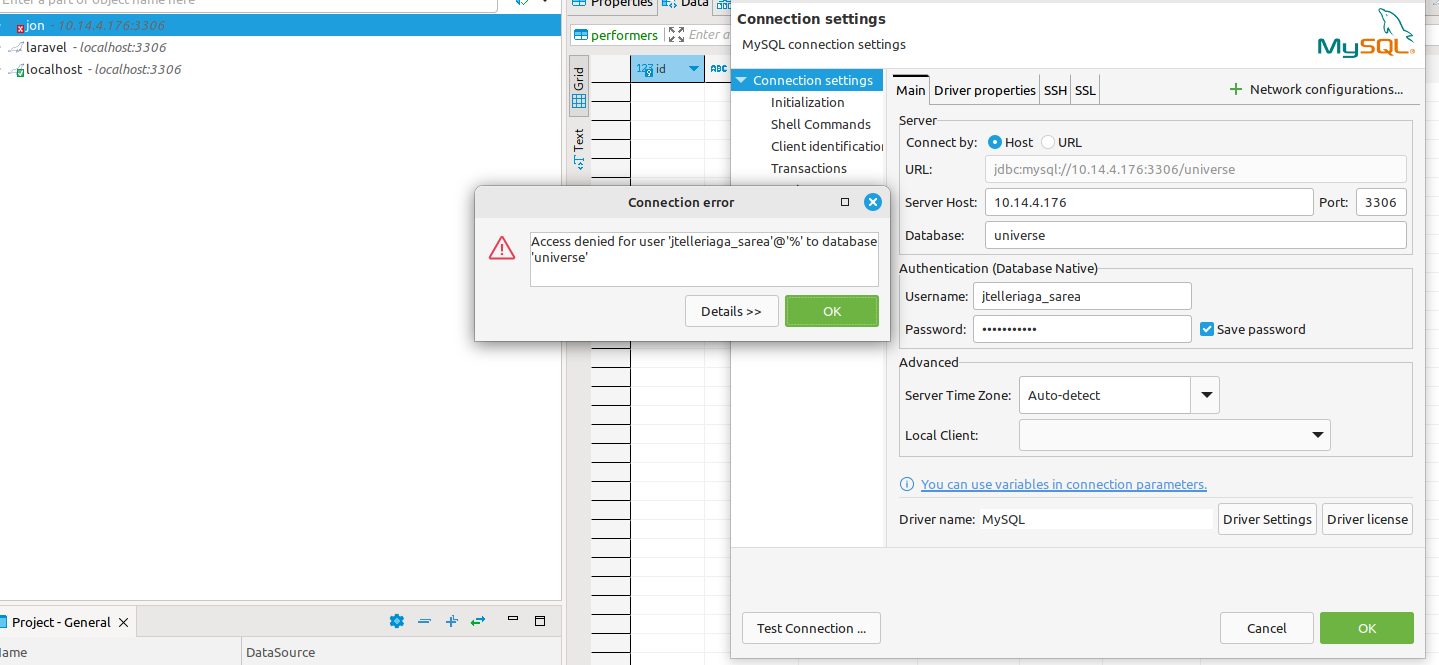 Enter a part of object name here
jon - 10.14.4.176:3306
laravel - localhost:3306
localhost - localhost:3306
Properties
Data
performers
Enter a
Grid
Text
123
id
ABC
Connection settings
MySQL connection settings
MySQL
Connection settings
Initialization
Shell Commands
Client identification
Transactions
Main
Driver properties
SSH
SSL
Network configurations...
Server
Connect by: Host URL
URL: jdbc:mysql://10.14.4.176:3306/universe
Server Host: 10.14.4.176 Port: 3306
Database: universe
Authentication (Database Native)
Username: jtelleriaga_sarea
Password: ••••••••••• Save password
Advanced
Server Time Zone: Auto-detect
Local Client:
You can use variables in connection parameters.
Driver name: MySQL
Driver Settings
Driver license
Test Connection ...
Cancel
OK
Connection error
Access denied for user 'jtelleriaga_sarea'@'%' to database
'universe'
Details >>
OK
Project - General
DataSource